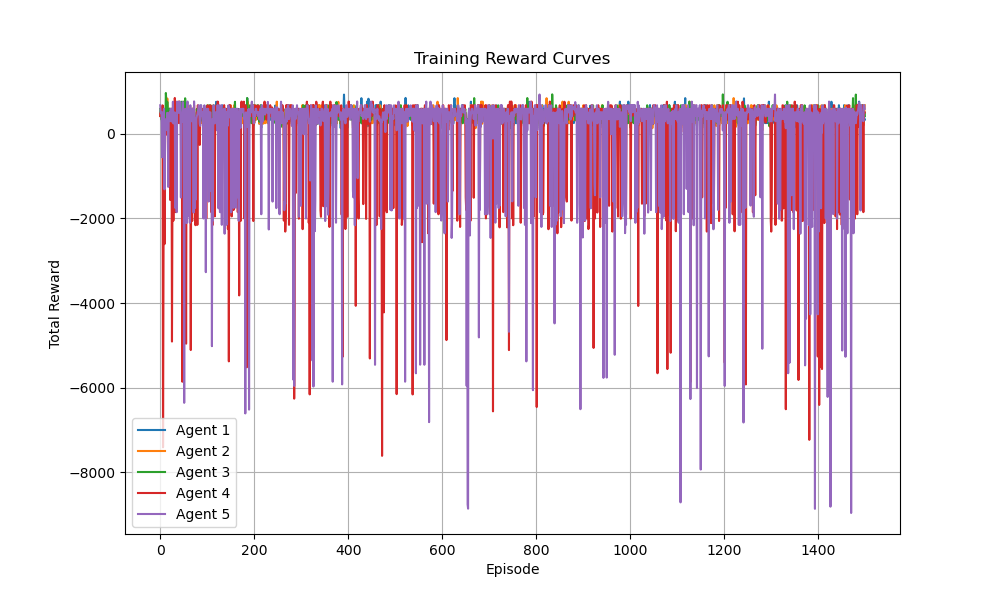 Training Reward Curves
Total Reward
0
−2000
−4000
−6000
−8000
Agent 1
Agent 2
Agent 3
Agent 4
Agent 5
0 200 400 600 800 1000 1200 1400
Episode